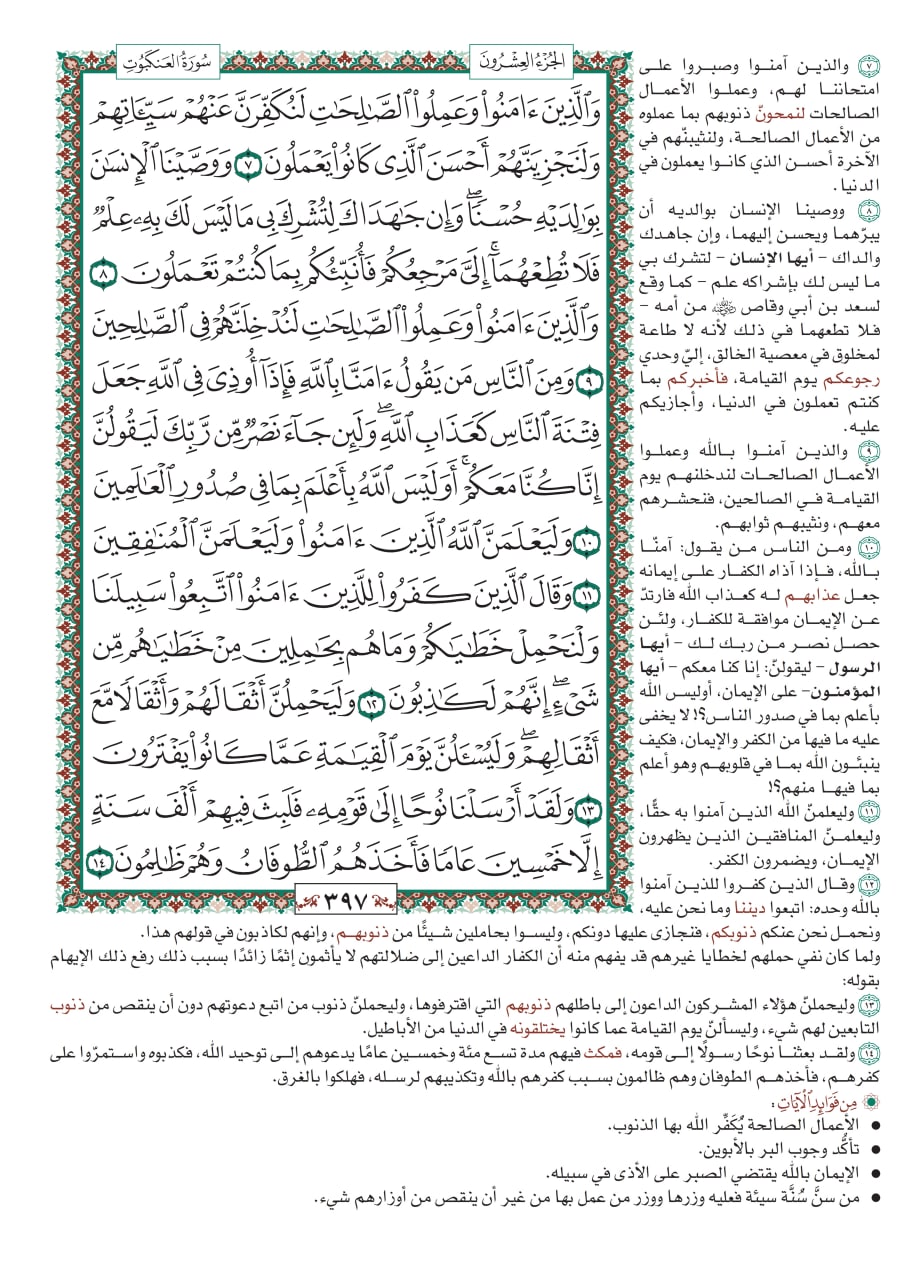 الجُزْءُ العِشْرُونَ
سُورَةُ العَنكَبُوتِ
وَٱلَّذِينَ ءَامَنُوا۟ وَعَمِلُوا۟ ٱلصَّٰلِحَٰتِ لَنُكَفِّرَنَّ عَنْهُمْ سَيِّـَٔاتِهِمْ
وَلَنَجْزِيَنَّهُمْ أَحْسَنَ ٱلَّذِى كَانُوا۟ يَعْمَلُونَ ٧ وَوَصَّيْنَا ٱلْإِنسَٰنَ
بِوَٰلِدَيْهِ حُسْنًا ۖ وَإِن جَٰهَدَاكَ لِتُشْرِكَ بِى مَا لَيْسَ لَكَ بِهِۦ عِلْمٌ
فَلَا تُطِعْهُمَآ ۚ إِلَىَّ مَرْجِعُكُمْ فَأُنَبِّئُكُم بِمَا كُنتُمْ تَعْمَلُونَ ٨
وَٱلَّذِينَ ءَامَنُوا۟ وَعَمِلُوا۟ ٱلصَّٰلِحَٰتِ لَنُدْخِلَنَّهُمْ فِى ٱلصَّٰلِحِينَ
٩ وَمِنَ ٱلنَّاسِ مَن يَقُولُ ءَامَنَّا بِٱللَّهِ فَإِذَآ أُوذِىَ فِى ٱللَّهِ جَعَلَ
فِتْنَةَ ٱلنَّاسِ كَعَذَابِ ٱللَّهِ ۖ وَلَئِن جَآءَ نَصْرٌ مِّن رَّبِّكَ لَيَقُولُنَّ
إِنَّا كُنَّا مَعَكُمْ ۚ أَوَلَيْسَ ٱللَّهُ بِأَعْلَمَ بِمَا فِى صُدُورِ ٱلْعَٰلَمِينَ
١٠ وَلَيَعْلَمَنَّ ٱللَّهُ ٱلَّذِينَ ءَامَنُوا۟ وَلَيَعْلَمَنَّ ٱلْمُنَٰفِقِينَ
١١ وَقَالَ ٱلَّذِينَ كَفَرُوا۟ لِلَّذِينَ ءَامَنُوا۟ ٱتَّبِعُوا۟ سَبِيلَنَا
وَلْنَحْمِلْ خَطَٰيَٰكُمْ وَمَا هُم بِحَٰمِلِينَ مِنْ خَطَٰيَٰهُم مِّن
شَىْءٍ ۖ إِنَّهُمْ لَكَٰذِبُونَ ١٢ وَلَيَحْمِلُنَّ أَثْقَالَهُمْ وَأَثْقَالًا مَّعَ
أَثْقَالِهِمْ ۖ وَلَيُسْـَٔلُنَّ يَوْمَ ٱلْقِيَٰمَةِ عَمَّا كَانُوا۟ يَفْتَرُونَ
١٣ وَلَقَدْ أَرْسَلْنَا نُوحًا إِلَىٰ قَوْمِهِۦ فَلَبِثَ فِيهِمْ أَلْفَ سَنَةٍ
إِلَّا خَمْسِينَ عَامًا فَأَخَذَهُمُ ٱلطُّوفَانُ وَهُمْ ظَٰلِمُونَ ١٤
٣٩٧
٧ والذين آمنوا وصبروا على
امتحاننا لهم، وعملوا الأعمال
الصالحات لنمحونّ ذنوبهم بما عملوه
من الأعمال الصالحة، ولنثيبنّهم في
الآخرة أحسن الذي كانوا يعملون في
الدنيا.
٨ ووصينا الإنسان بوالديه أن
يبرّهما ويحسن إليهما، وإن جاهدك
والداك – أيها الإنسان – لتشرك بي
ما ليس لك بإشراكه علم – كما وقع
لسعد بن أبي وقاص رضي الله عنه من أمه –
فلا تطعهما في ذلك لأنه لا طاعة
لمخلوق في معصية الخالق، إليّ وحدي
رجوعكم يوم القيامة، فأخبركم بما
كنتم تعملون في الدنيا، وأجازيكم
عليه.
٩ والذين آمنوا بالله وعملوا
الأعمال الصالحات لندخلنهم يوم
القيامة في الصالحين، فنحشرهم
معهم، ونثيبهم ثوابهم.
١٠ ومن الناس من يقول: آمنّا
بالله، فإذا آذاه الكفار على إيمانه
جعل عذابهم له كعذاب الله فارتدّ
عن الإيمان موافقة للكفار، ولئن
حصل نصر من ربك لك – أيها
الرسول – ليقولنّ: إنا كنا معكم – أيها
المؤمنون– على الإيمان، أوليس الله
بأعلم بما في صدور الناس؟! لا يخفى
عليه ما فيها من الكفر والإيمان، فكيف
ينبئون الله بما في قلوبهم وهو أعلم
بما فيها منهم؟!
١١ وليعلمنّ الله الذين آمنوا به حقًّا،
وليعلمنّ المنافقين الذين يظهرون
الإيمان، ويضمرون الكفر.
١٢ وقال الذين كفروا للذين آمنوا
بالله وحده: اتبعوا ديننا وما نحن عليه،
ونحمل نحن عنكم ذنوبكم، فنجازى عليها دونكم، وليسوا بحاملين شيئًا من ذنوبهم، وإنهم لكاذبون في قولهم هذا.
ولما كان نفي حملهم لخطايا غيرهم قد يفهم منه أن الكفار الداعين إلى ضلالتهم لا يأثمون إثمًا زائدًا بسبب ذلك رفع ذلك الإيهام
بقوله:
١٣ وليحملنّ هؤلاء المشركون الداعون إلى باطلهم ذنوبهم التي اقترفوها، وليحملنّ ذنوب من اتبع دعوتهم دون أن ينقص من ذنوب
التابعين لهم شيء، وليسألنّ يوم القيامة عما كانوا يختلقونه في الدنيا من الأباطيل.
١٤ ولقد بعثنا نوحًا رسولًا إلى قومه، فمكث فيهم مدة تسع مئة وخمسين عامًا يدعوهم إلى توحيد الله، فكذبوه واستمرّوا على
كفرهم، فأخذهم الطوفان وهم ظالمون بسبب كفرهم بالله وتكذيبهم لرسله، فهلكوا بالغرق.
مِن فَوَائِدِ الآيَاتِ:
• الأعمال الصالحة يُكَفِّر الله بها الذنوب.
• تأكُّد وجوب البر بالأبوين.
• الإيمان بالله يقتضي الصبر على الأذى في سبيله.
• من سنَّ سُنَّة سيئة فعليه وزرها ووزر من عمل بها من غير أن ينقص من أوزارهم شيء.